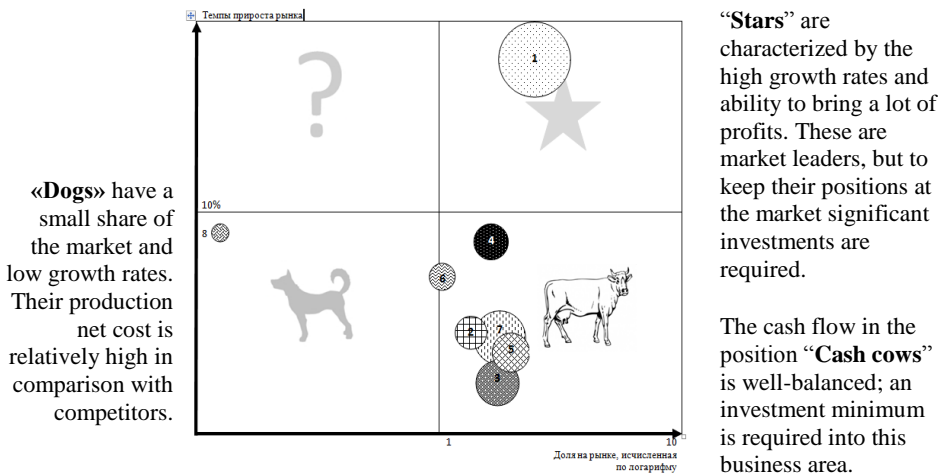 Темпы прироста рынка
“Stars” are
characterized by the
high growth rates and
ability to bring a lot of
profits. These are
market leaders, but to
keep their positions at
the market significant
investments are
required.
?
1
«Dogs» have a
small share of
the market and
low growth rates.
Their production
net cost is
relatively high in
comparison with
competitors.
10%
8
4
6
2
7
5
3
The cash flow in the
position “Cash cows”
is well-balanced; an
investment minimum
is required into this
business area.
1
10
Доля на рынке, исчисленная
по логарифму